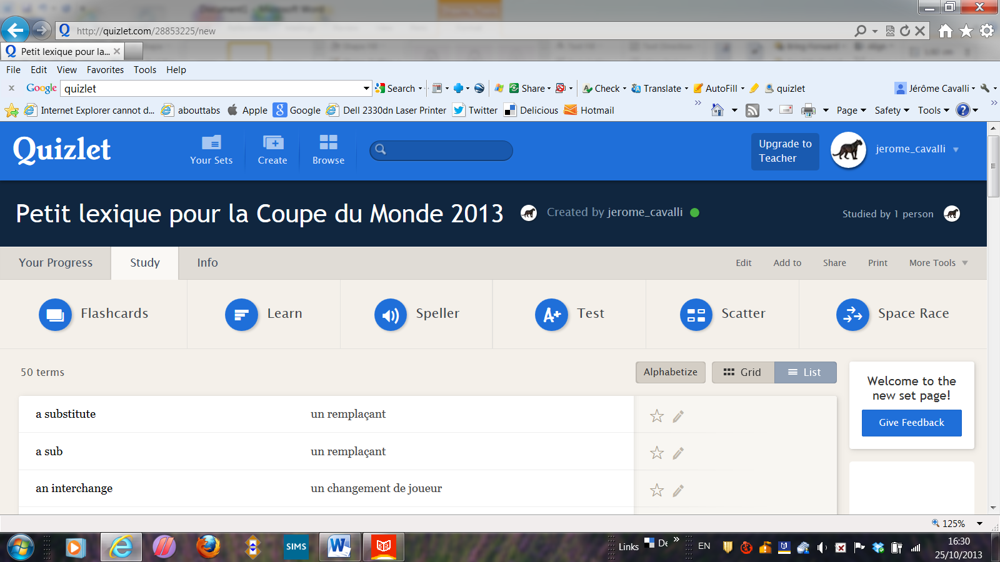 http://quizlet.com/28853225/new
Petit lexique pour la...
File Edit View Favorites Tools Help
x Google quizlet Search Share Check Translate AutoFill quizlet Jérôme Cavalli
Internet Explorer cannot d... abouttabs Apple Google Dell 2330dn Laser Printer Twitter Delicious Hotmail » Page Safety Tools »
Quizlet Your Sets Create Browse Upgrade to
Teacher
jerome_cavalli
Petit lexique pour la Coupe du Monde 2013 Created by jerome_cavalli Studied by 1 person
Your Progress Study Info Edit Add to Share Print More Tools
Flashcards Learn Speller A+ Test Scatter Space Race
50 terms Alphabetize Grid List
Welcome to the
new set page!
Give Feedback
a substitute un remplaçant
a sub un remplaçant
an interchange un changement de joueur
125%
SIMS Links De » EN 16:30
25/10/2013